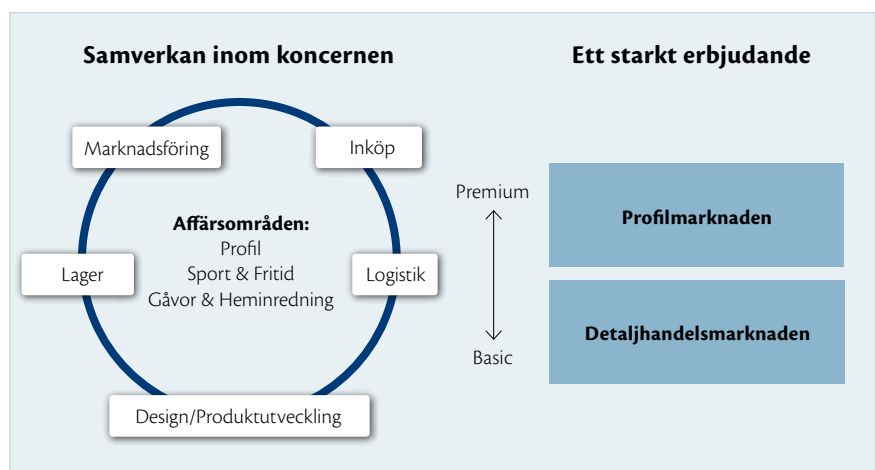 Samverkan inom koncernen
Marknadsföring
Inköp
Affärsområden:
Profil
Sport & Fritid
Gåvor & Heminredning
Lager
Logistik
Design/Produktutveckling
Ett starkt erbjudande
Premium
Basic
Profilmarknaden
Detaljhandelsmarknaden